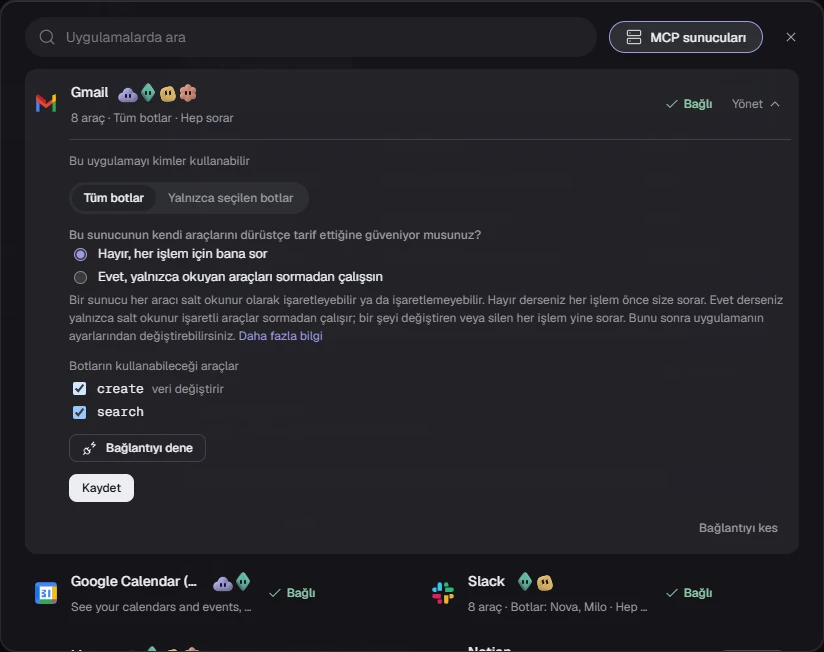 Uygulamalarda ara
MCP sunucuları
Gmail
8 araç · Tüm botlar · Hep sorar
Bağlı
Yönet
Bu uygulamayı kimler kullanabilir
Tüm botlar
Yalnızca seçilen botlar
Bu sunucunun kendi araçlarını dürüstçe tarif ettiğine güveniyor musunuz?
Hayır, her işlem için bana sor
Evet, yalnızca okuyan araçları sormadan çalışsın
Bir sunucu her aracı salt okunur olarak işaretleyebilir ya da işaretlemeyebilir. Hayır derseniz her işlem önce size sorar. Evet derseniz
yalnızca salt okunur işaretli araçlar sormadan çalışır; bir şeyi değiştiren veya silen her işlem yine sorar. Bunu sonra uygulamanın
ayarlarından değiştirebilirsiniz. Daha fazla bilgi
Botların kullanabileceği araçlar
create veri değiştirir
search
Bağlantıyı dene
Kaydet
Bağlantıyı kes
Google Calendar (...
See your calendars and events, ...
Bağlı
31
Slack
8 araç · Botlar: Nova, Milo · Hep ...
Bağlı
Notion